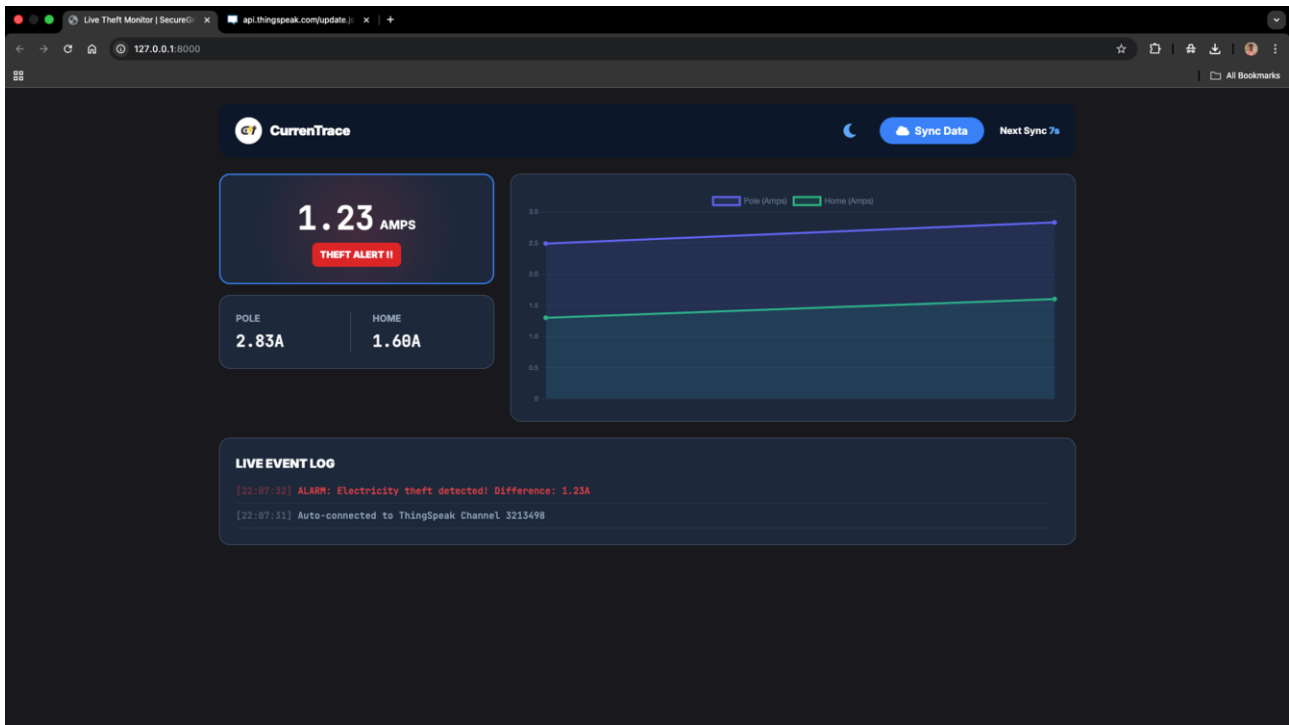 Live Theft Monitor | SecureG
api.thingspeak.com/update.js
127.0.0.1:8000
All Bookmarks
CurrenTrace
Sync Data
Next Sync 7s
1.23 AMPS
THEFT ALERT !!
POLE
HOME
2.83A
1.60A
Pole (Amps)
Home (Amps)
3.0
2.5
2.0
1.5
1.0
0.5
0
LIVE EVENT LOG
[22:07:32] ALARM: Electricity theft detected! Difference: 1.23A
[22:07:31] Auto-connected to ThingSpeak Channel 3213498